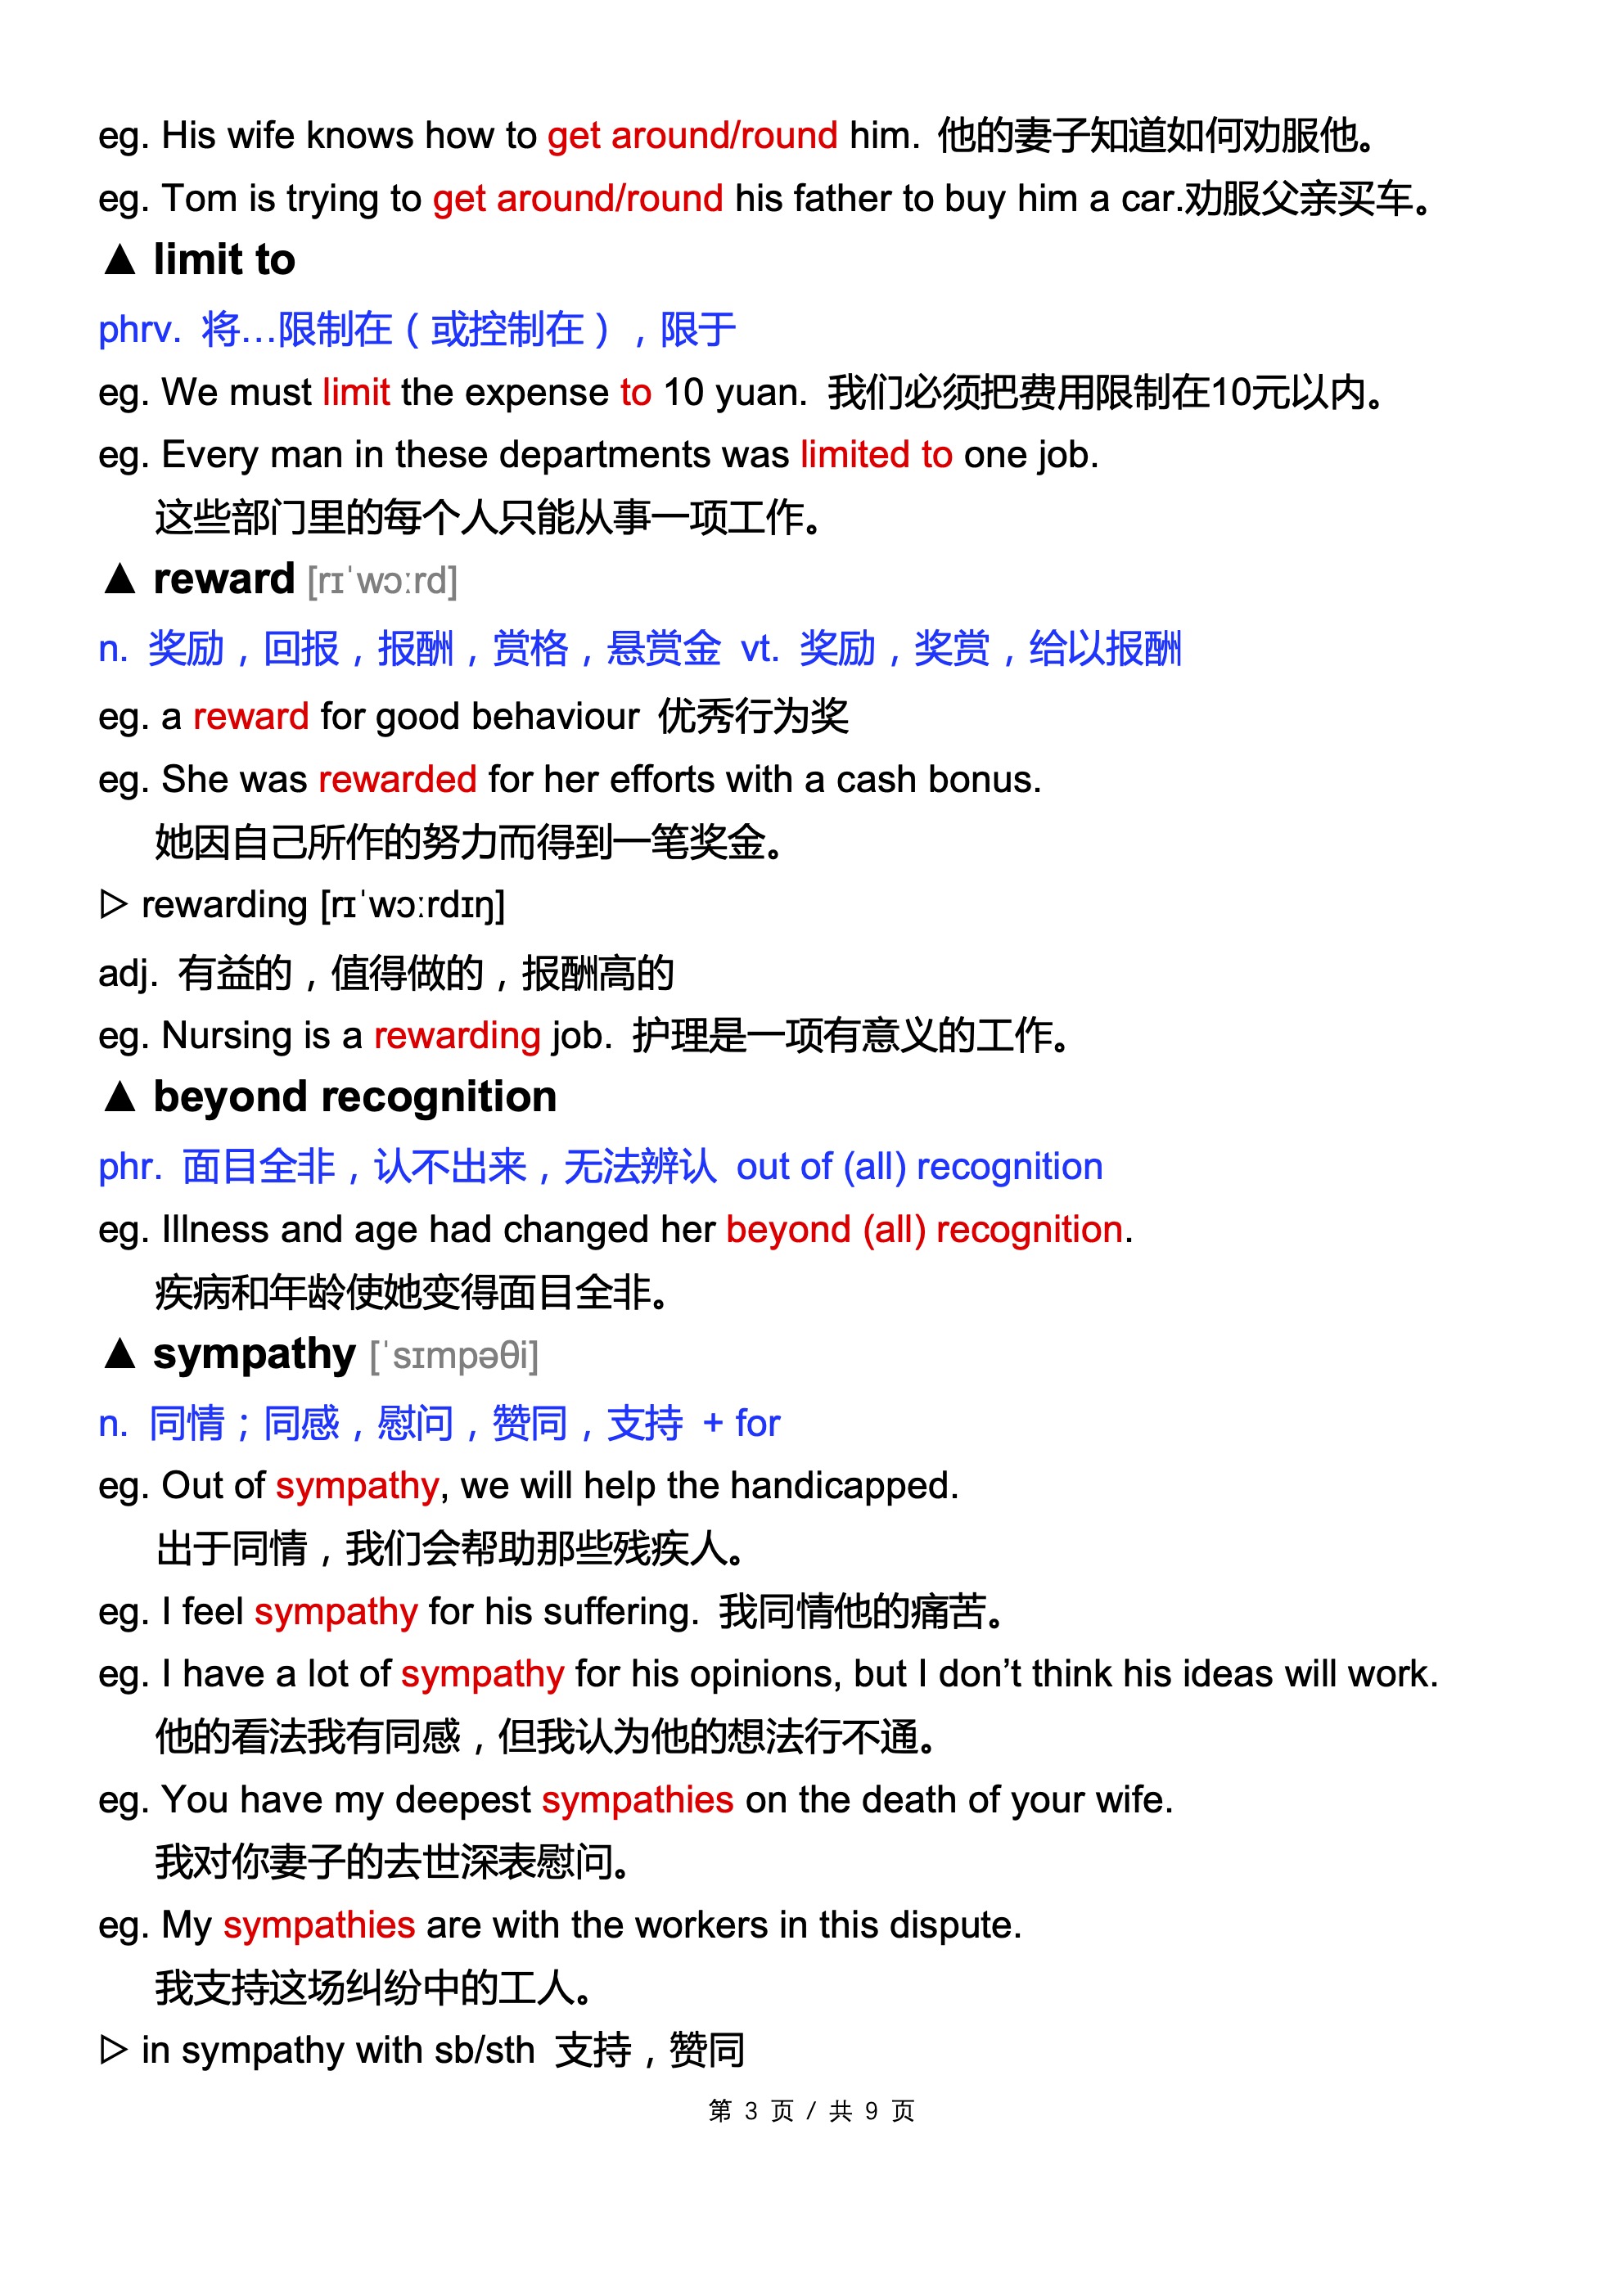 eg. His wife knows how to get around/round him. 他的妻子知道如何劝服他。
eg. Tom is trying to get around/round his father to buy him a car.劝服父亲买车。
▲ limit to
phrv. 将…限制在（或控制在），限于
eg. We must limit the expense to 10 yuan. 我们必须把费用限制在10元以内。
eg. Every man in these departments was limited to one job.
这些部门里的每个人只能从事一项工作。
▲ reward [rɪˈwɔːrd]
n. 奖励，回报，报酬，赏格，悬赏金 vt. 奖励，奖赏，给以报酬
eg. a reward for good behaviour 优秀行为奖
eg. She was rewarded for her efforts with a cash bonus.
她因自己所作的努力而得到一笔奖金。
▷ rewarding [rɪˈwɔːrdɪŋ]
adj. 有益的，值得做的，报酬高的
eg. Nursing is a rewarding job. 护理是一项有意义的工作。
▲ beyond recognition
phr. 面目全非，认不出来，无法辨认 out of (all) recognition
eg. Illness and age had changed her beyond (all) recognition.
疾病和年龄使她变得面目全非。
▲ sympathy [ˈsɪmpəθi]
n. 同情；同感，慰问，赞同，支持 + for
eg. Out of sympathy, we will help the handicapped.
出于同情，我们会帮助那些残疾人。
eg. I feel sympathy for his suffering. 我同情他的痛苦。
eg. I have a lot of sympathy for his opinions, but I don’t think his ideas will work.
他的看法我有同感，但我认为他的想法行不通。
eg. You have my deepest sympathies on the death of your wife.
我对你妻子的去世深表慰问。
eg. My sympathies are with the workers in this dispute.
我支持这场纠纷中的工人。
▷ in sympathy with sb/sth 支持，赞同
第 3 页 / 共 9 页